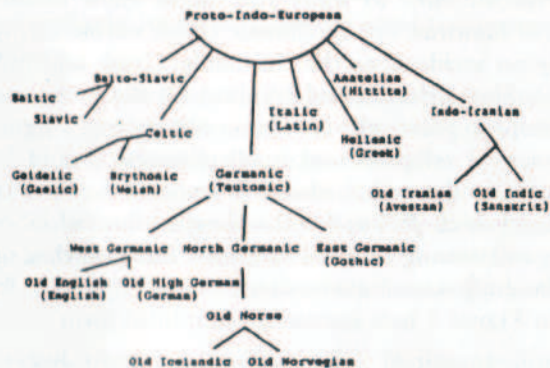 Proto-Indo-European
Balto-Slavic
Baltic
Slavic
Anatolian
(Hittite)
Italic
(Latin)
Indo-Iranian
Celtic
Hellenic
(Greek)
Goidelic
(Gaelic)
Brythonic
(Welsh)
Germanic
(Teutonic)
Old Iranian
(Avestan)
Old Indic
(Sanskrit)
West Germanic North Germanic East Germanic
(Gothic)
Old English
(English)
Old High German
(German)
Old Norse
Old Icelandic Old Norwegian